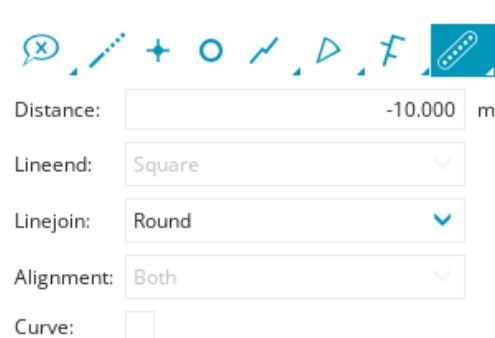 Distance: -10.000 m
Lineend: Square
Linejoin: Round
Alignment: Both
Curve: